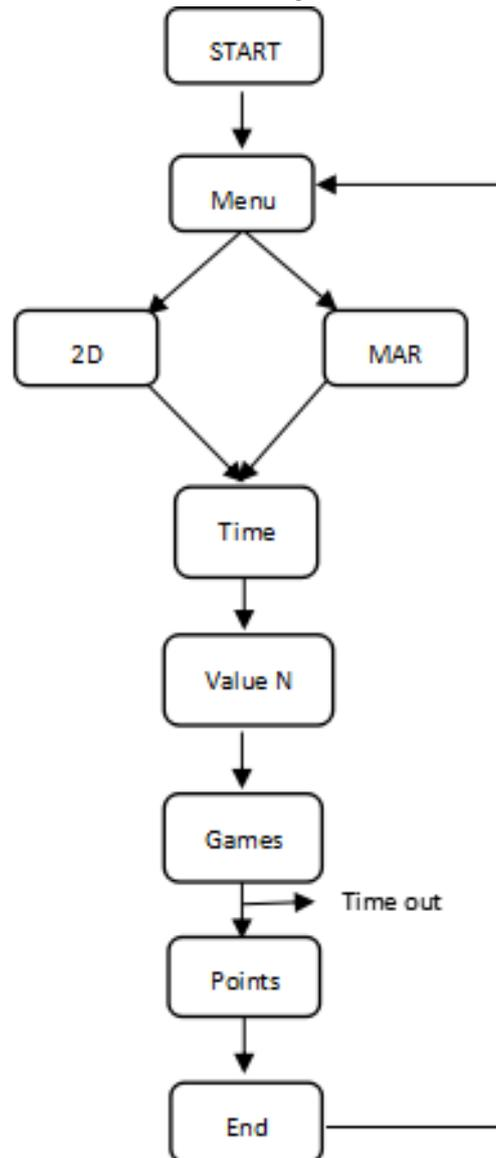 START
Menu
2D
MAR
Time
Value N
Games
Time out
Points
End